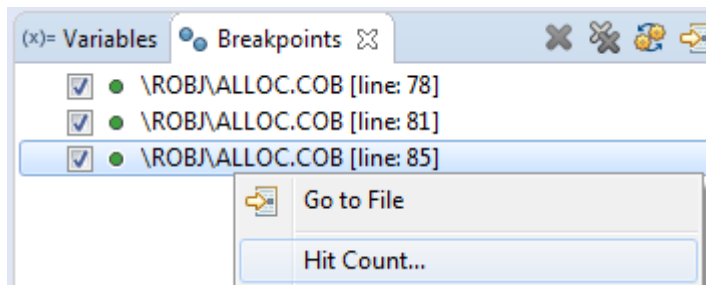 (x)= Variables Breakpoints
\ROBJ\ALLOC.COB [line: 78]
\ROBJ\ALLOC.COB [line: 81]
\ROBJ\ALLOC.COB [line: 85]
Go to File
Hit Count...